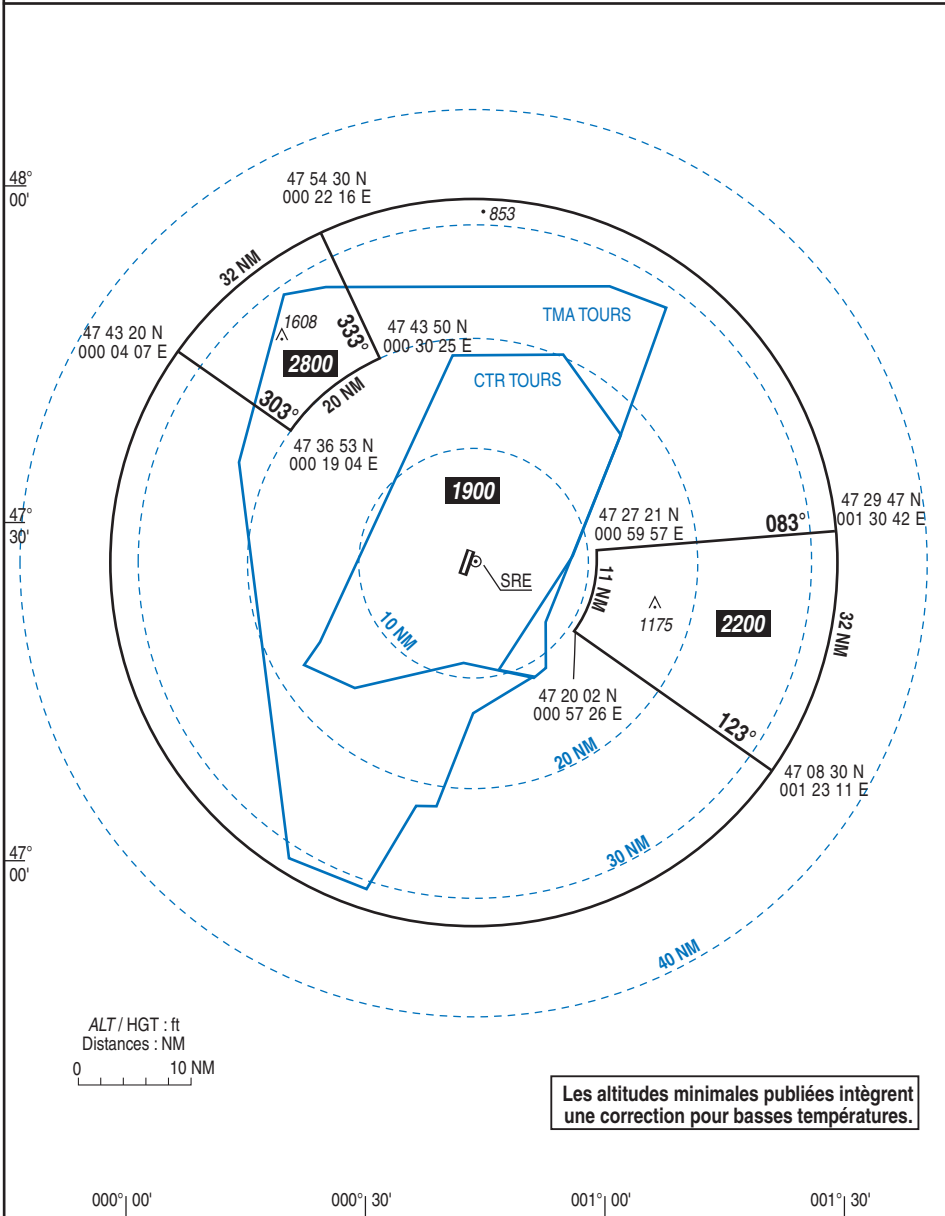 48°
00'
47 54 30 N
000 22 16 E
853
32 NM
TMA TOURS
47 43 20 N
000 04 07 E
1608
333°
47 43 50 N
000 30 25 E
2800
CTR TOURS
303°
20 NM
47 36 53 N
000 19 04 E
1900
47°
30'
47 27 21 N
000 59 57 E
083°
47 29 47 N
001 30 42 E
SRE
11 NM
10 NM
1175
2200
32 NM
47 20 02 N
000 57 26 E
123°
20 NM
47 08 30 N
001 23 11 E
47°
00'
30 NM
40 NM
ALT / HGT : ft
Distances : NM
0 10 NM
Les altitudes minimales publiées intègrent
une correction pour basses températures.
000° 00' 000° 30' 001° 00' 001° 30'